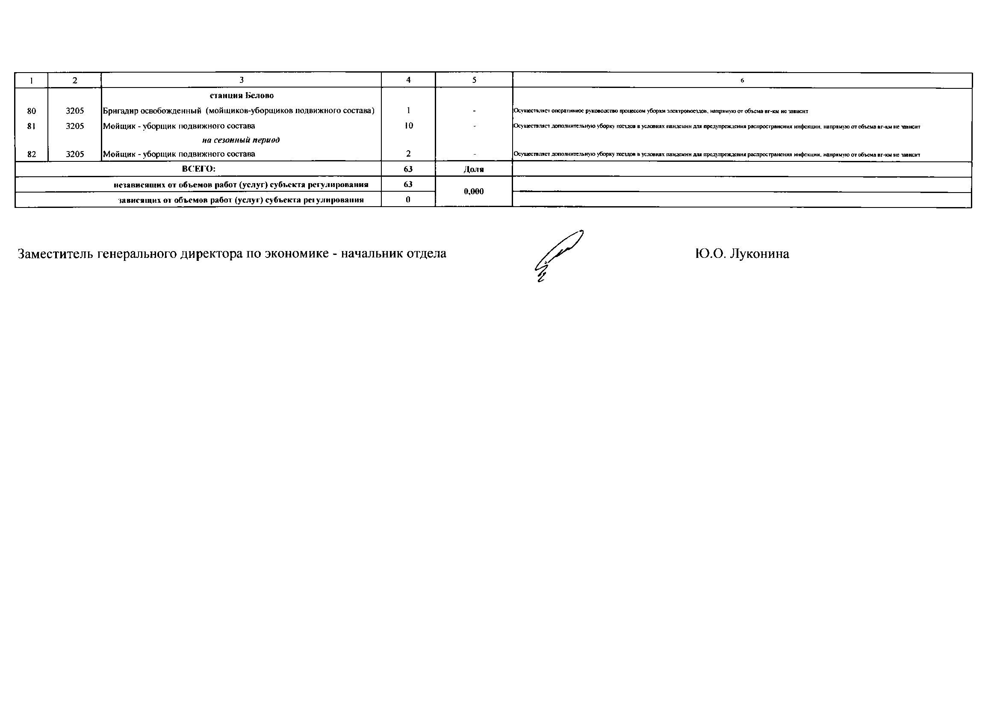 1 2 3 4 5 6
станция Белово
80 3205 Бригадир освобожденный (мойщиков-уборщиков подвижного состава) 1 - Осуществляет оперативное руководство процессом уборки электропоездов, напрямую от объема вг-км не зависит
81 3205 Мойщик - уборщик подвижного состава 10 - Осуществляет дополнительную уборку поездов в условиях пандемии для предупреждения распространения инфекции, напрямую от объема вг-км не зависит
на сезонный период
82 3205 Мойщик - уборщик подвижного состава 2 - Осуществляет дополнительную уборку поездов в условиях пандемии для предупреждения распространения инфекции, напрямую от объема вг-км не зависит
ВСЕГО: 63 Доля
независящих от объемов работ (услуг) субъекта регулирования 63
0,000
зависящих от объемов работ (услуг) субъекта регулирования 0
Заместитель генерального директора по экономике - начальник отдела Ю.О. Луконина